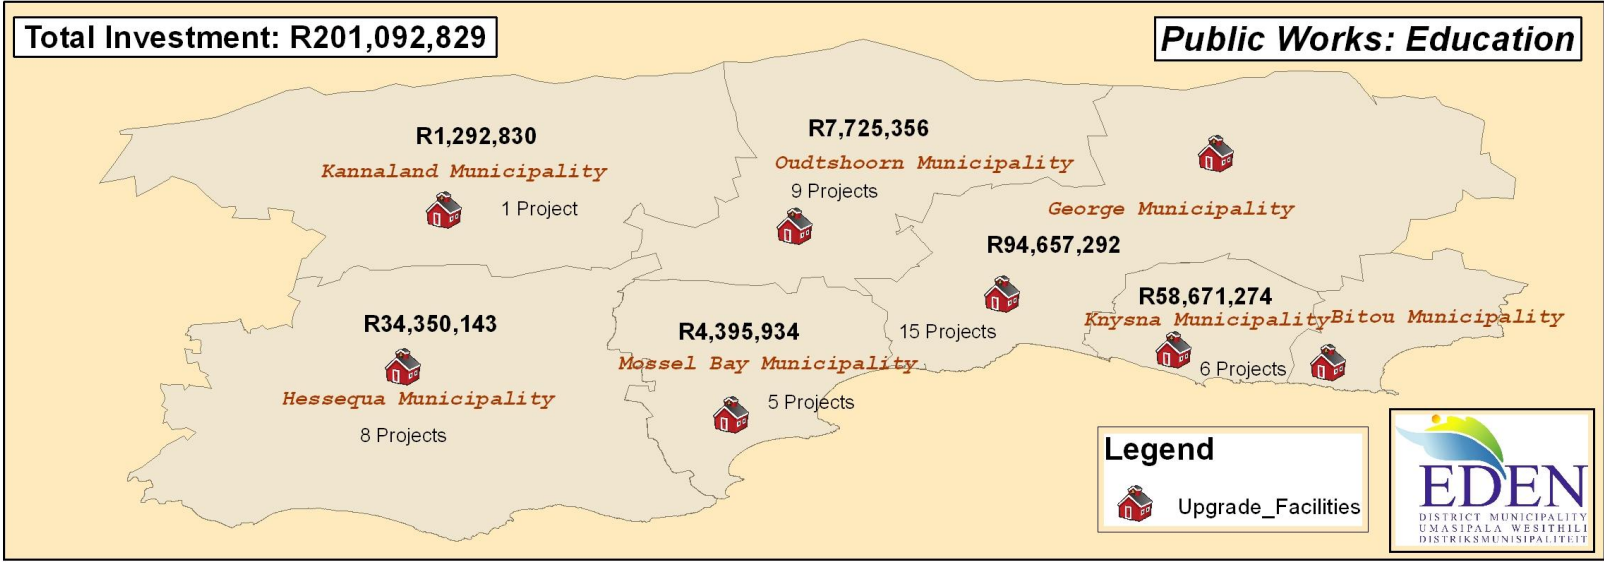 Total Investment: R201,092,829
Public Works: Education
R1,292,830
Kannaland Municipality
1 Project
R7,725,356
Oudtshoorn Municipality
9 Projects
George Municipality
R94,657,292
15 Projects
R58,671,274
Knysna Municipality
6 Projects
Bitou Municipality
R34,350,143
Hessequa Municipality
8 Projects
R4,395,934
Mossel Bay Municipality
5 Projects
Legend
Upgrade_Facilities
EDEN
DISTRICT MUNICIPALITY
UMASIPALA WESITHILI
DISTRIKSMUNISIPALITEIT